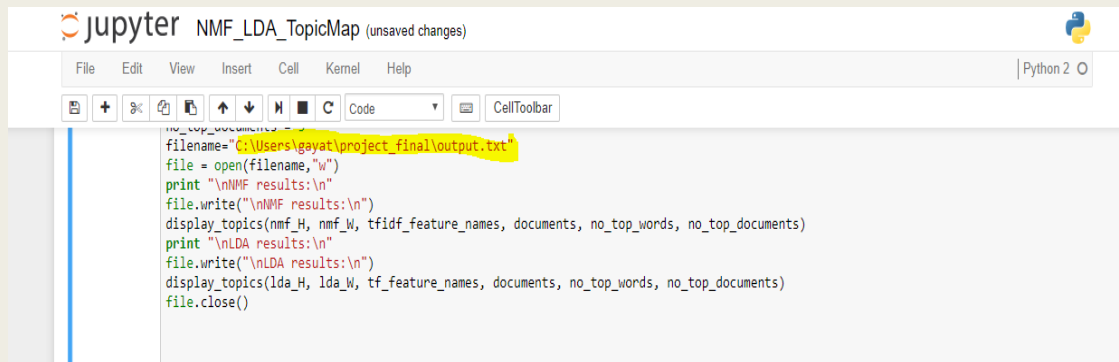 jupyter NMF_LDA_TopicMap (unsaved changes)
File Edit View Insert Cell Kernel Help Python 2
Code CellToolbar
no_top_documents =
filename="C:\Users\gayat\project_final\output.txt"
file = open(filename,"w")
print "\nNMF results:\n"
file.write("\nNMF results:\n")
display_topics(nmf_H, nmf_W, tfidf_feature_names, documents, no_top_words, no_top_documents)
print "\nLDA results:\n"
file.write("\nLDA results:\n")
display_topics(lda_H, lda_W, tf_feature_names, documents, no_top_words, no_top_documents)
file.close()